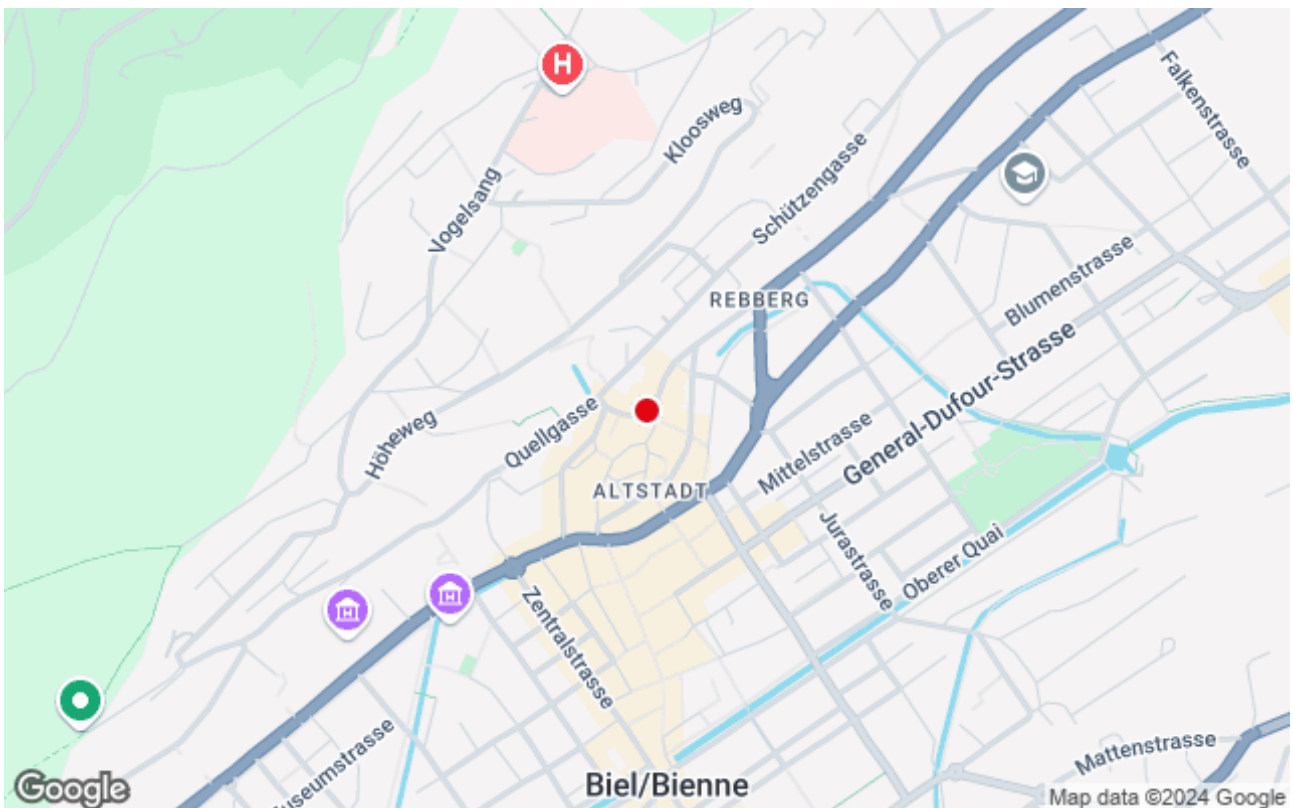 H
Falkenstrasse
Kloosweg
Vogelsang
Schützengasse
REBBERG
Blumenstrasse
General-Dufour-Strasse
Höheweg
Quellgasse
Mittelstrasse
ALTSTADT
Jurastrasse
Oberer Quai
Zentralstrasse
Museumstrasse
Mattenstrasse
Biel/Bienne
Google
Map data ©2024 Google